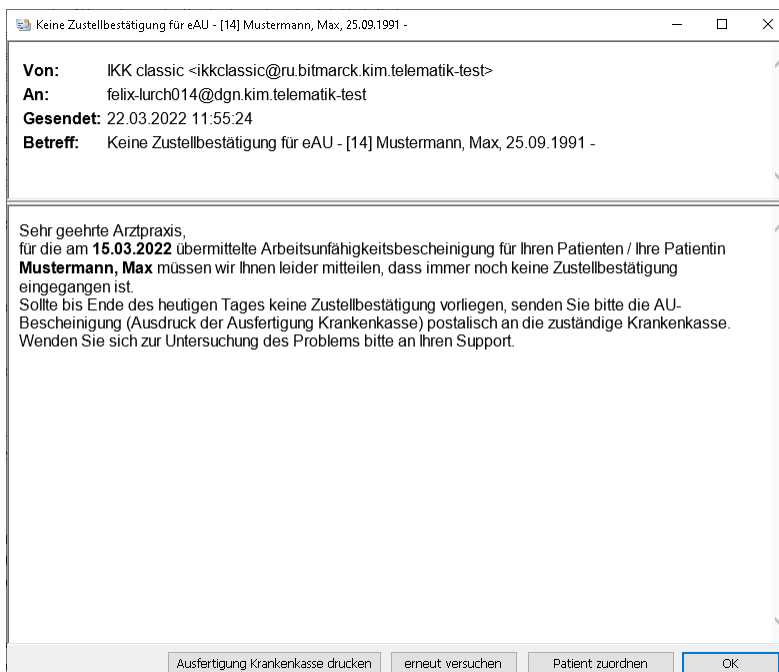 Keine Zustellbestätigung für eAU - [14] Mustermann, Max, 25.09.1991 -
Von: IKK classic <ikkclassic@ru.bitmarck.kim.telematik-test>
An: felix-lurch014@dgn.kim.telematik-test
Gesendet: 22.03.2022 11:55:24
Betreff: Keine Zustellbestätigung für eAU - [14] Mustermann, Max, 25.09.1991 -
Sehr geehrte Arztpraxis,
für die am 15.03.2022 übermittelte Arbeitsunfähigkeitsbescheinigung für Ihren Patienten / Ihre Patientin
Mustermann, Max müssen wir Ihnen leider mitteilen, dass immer noch keine Zustellbestätigung
eingegangen ist.
Sollte bis Ende des heutigen Tages keine Zustellbestätigung vorliegen, senden Sie bitte die AU-
Bescheinigung (Ausdruck der Ausfertigung Krankenkasse) postalisch an die zuständige Krankenkasse.
Wenden Sie sich zur Untersuchung des Problems bitte an Ihren Support.
Ausfertigung Krankenkasse drucken erneut versuchen Patient zuordnen OK